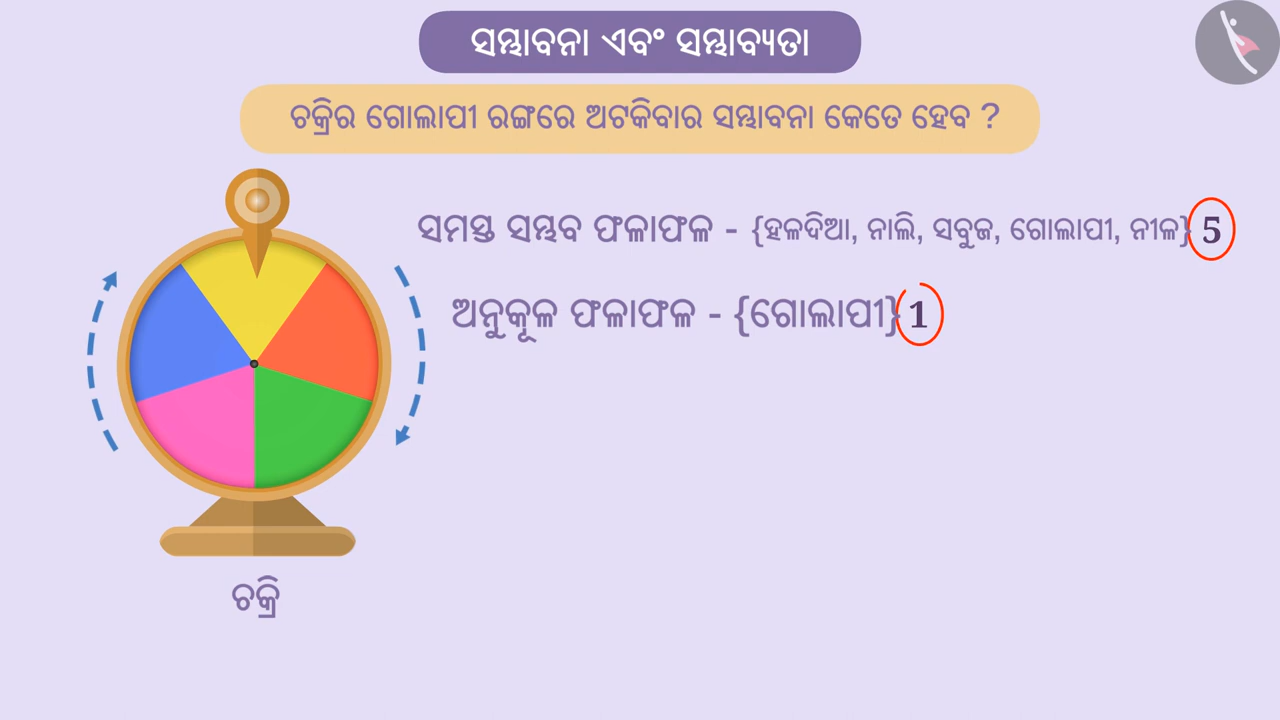 ସମ୍ଭାବନା ଏବଂ ସମ୍ଭାବ୍ୟତା
ଚକ୍ରିର ଗୋଲାପୀ ରଙ୍ଗରେ ଅଟକିବାର ସମ୍ଭାବନା କେତେ ହେବ ?
ସମସ୍ତ ସମ୍ଭବ ଫଳାଫଳ - {ହଳଦିଆ, ନାଲି, ସବୁଜ, ଗୋଲାପୀ, ନୀଳ} 5
ଅନୁକୂଳ ଫଳାଫଳ - {ଗୋଲାପୀ} 1
ଚକ୍ରି